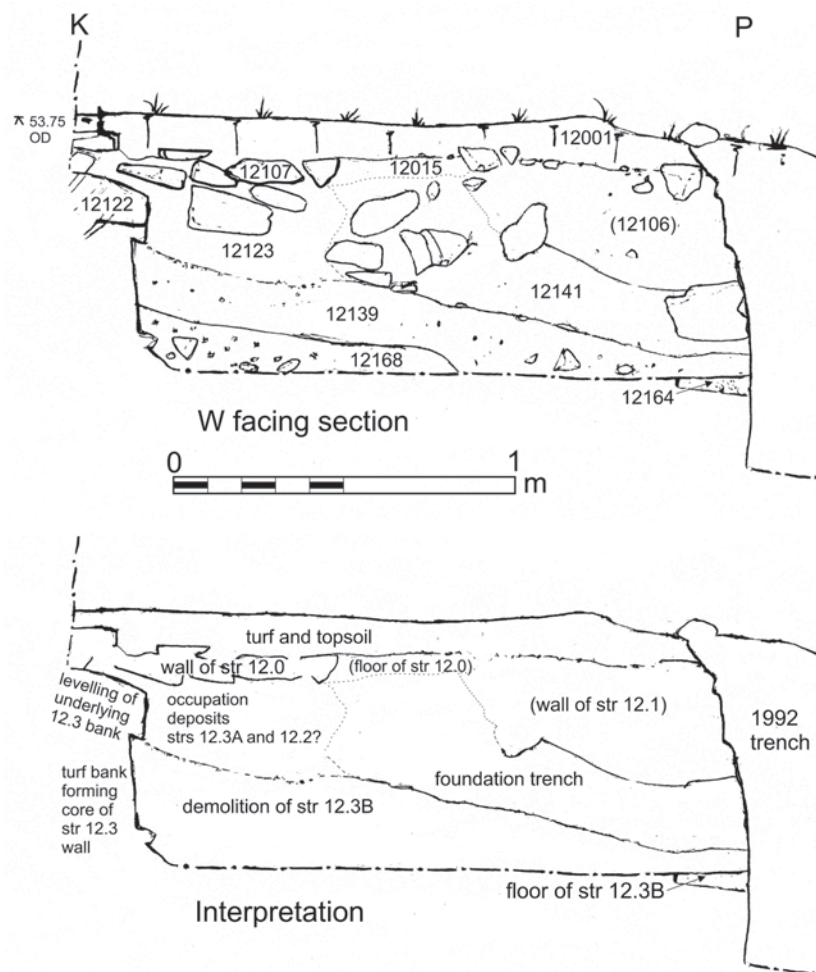 K
P
⊼ 53.75
OD
12001
12107
12015
12122
12123
(12106)
12141
12139
12168
12164
W facing section
0
1
m
turf and topsoil
wall of str 12.0
(floor of str 12.0)
levelling of
underlying
12.3 bank
occupation
deposits
strs 12.3A and 12.2?
(wall of str 12.1)
1992
trench
turf bank
forming
core of
str 12.3
wall
foundation trench
demolition of str 12.3B
floor of str 12.3B
Interpretation